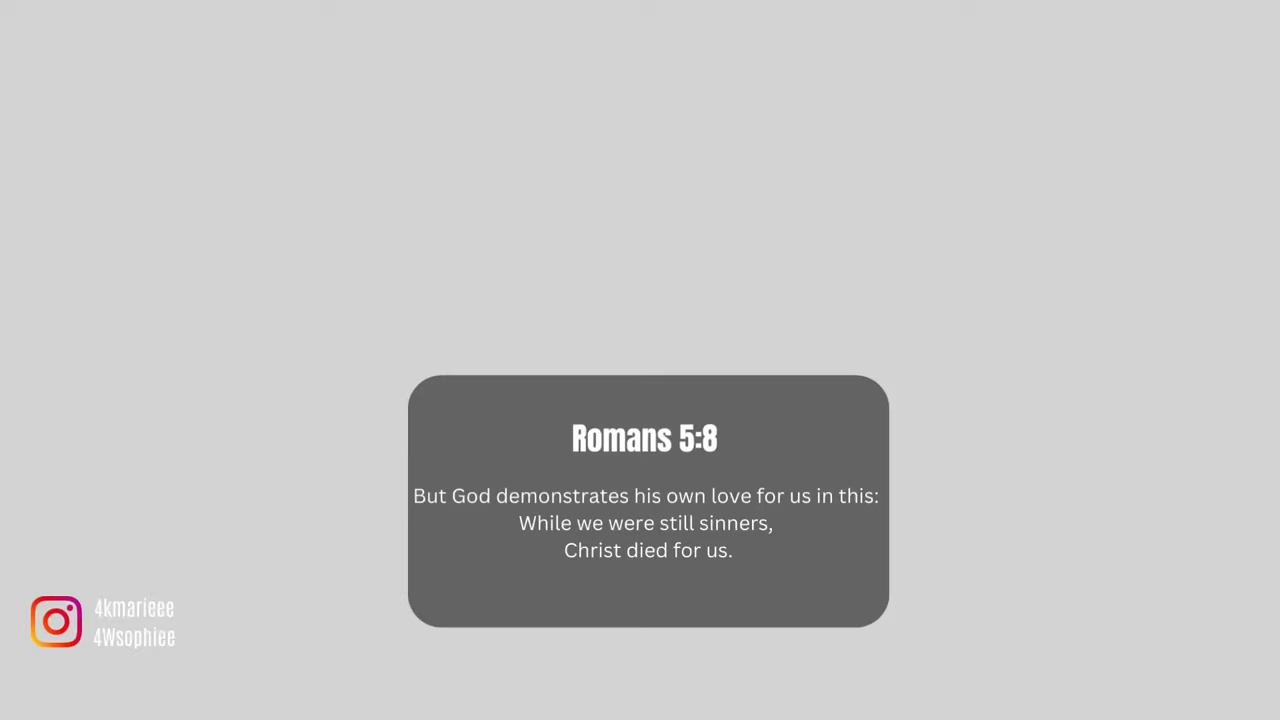 Romans 5:8
But God demonstrates his own love for us in this:
While we were still sinners,
Christ died for us.
4kmarieee
4Wsophiee